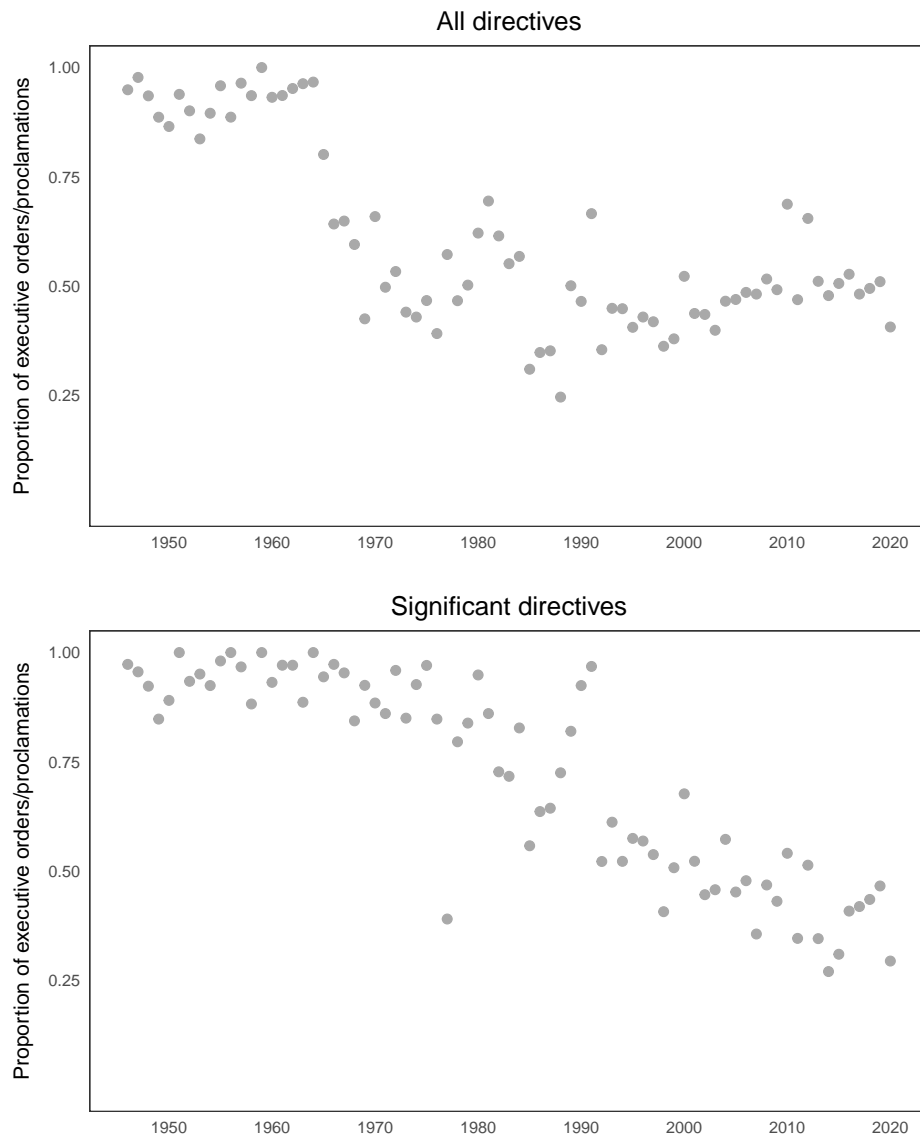 All directives
Proportion of executive orders/proclamations
1.00
0.75
0.50
0.25
1950 1960 1970 1980 1990 2000 2010 2020
Significant directives
Proportion of executive orders/proclamations
1.00
0.75
0.50
0.25
1950 1960 1970 1980 1990 2000 2010 2020